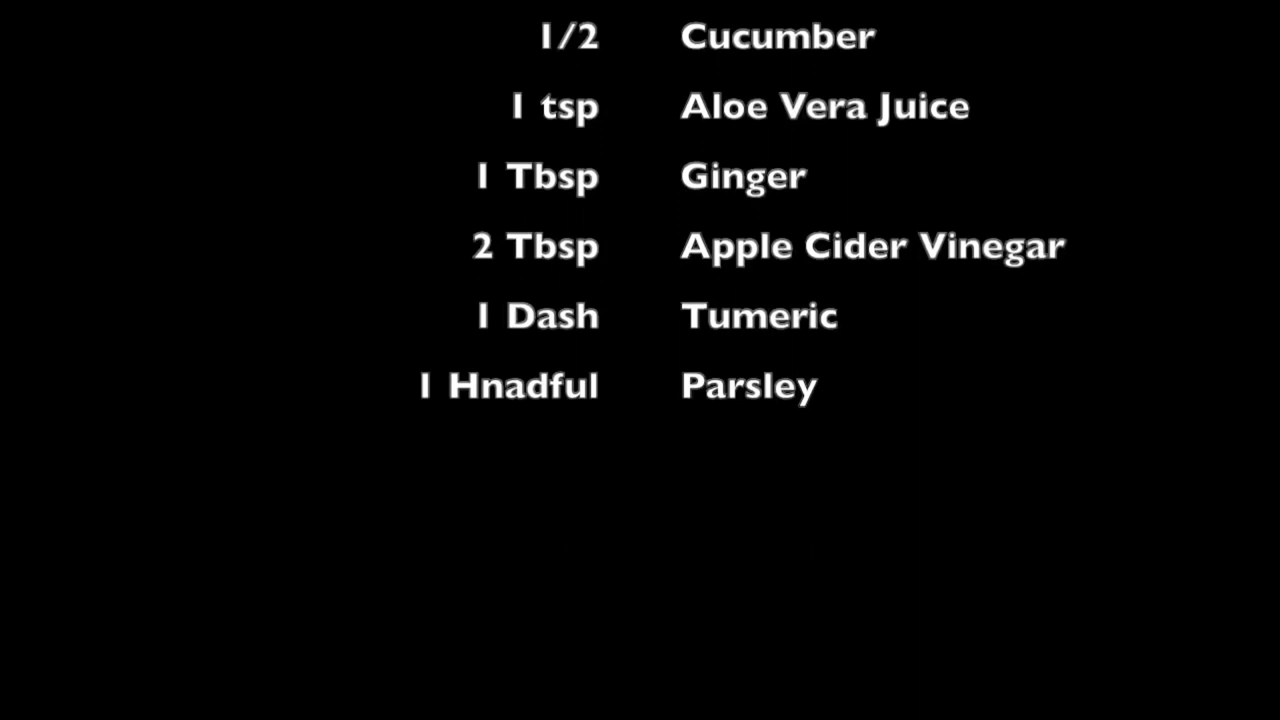 1/2 Cucumber
1 tsp Aloe Vera Juice
1 Tbsp Ginger
2 Tbsp Apple Cider Vinegar
1 Dash Tumeric
1 Hnadful Parsley